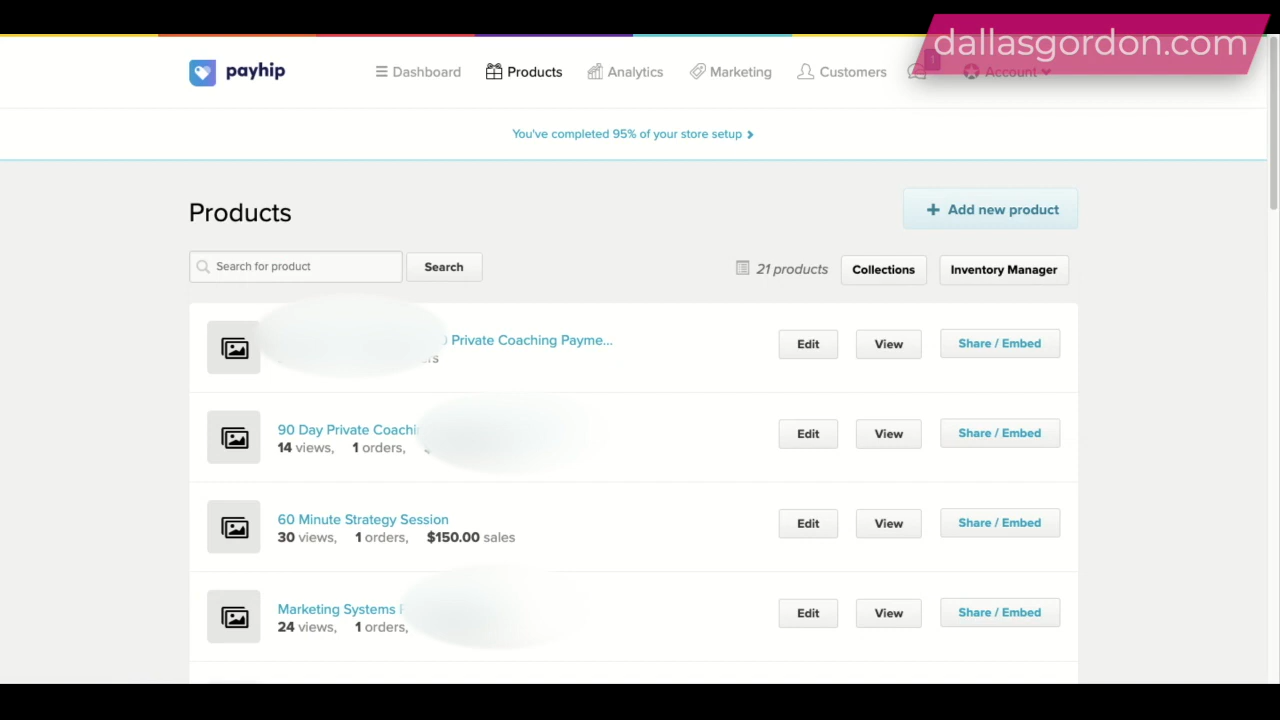 dallasgordon.com
payhip
Dashboard Products Analytics Marketing Customers 1 Account
You've completed 95% of your store setup
Products
+ Add new product
Search for product Search 21 products Collections Inventory Manager
Private Coaching Payme... Edit View Share / Embed
90 Day Private
14 views, 1 orders, Edit View Share / Embed
60 Minute Strategy Session
30 views, 1 orders, $150.00 sales Edit View Share / Embed
Marketing Systems
24 views, 1 orders, Edit View Share / Embed